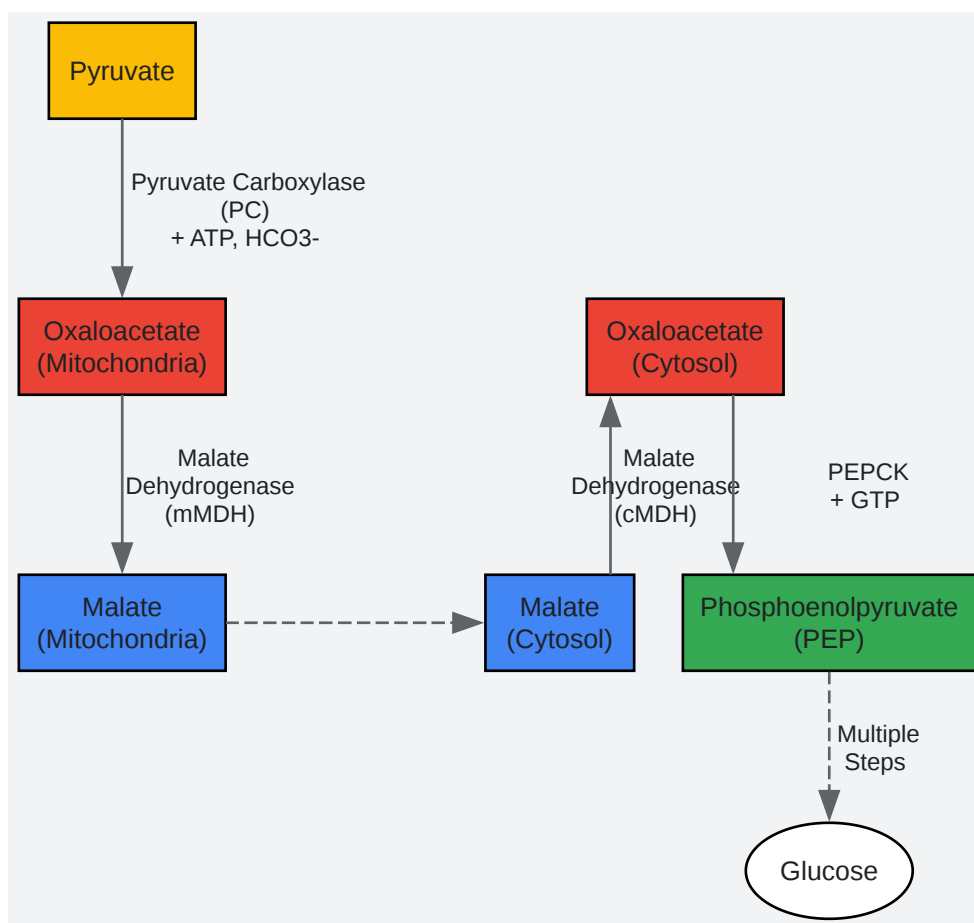 Pyruvate
Pyruvate Carboxylase
(PC)
+ ATP, HCO3-
Oxaloacetate
(Mitochondria)
Oxaloacetate
(Cytosol)
Malate
Dehydrogenase
(mMDH)
Malate
Dehydrogenase
(cMDH)
PEPCK
+ GTP
Malate
(Mitochondria)
Malate
(Cytosol)
Phosphoenolpyruvate
(PEP)
Multiple
Steps
Glucose